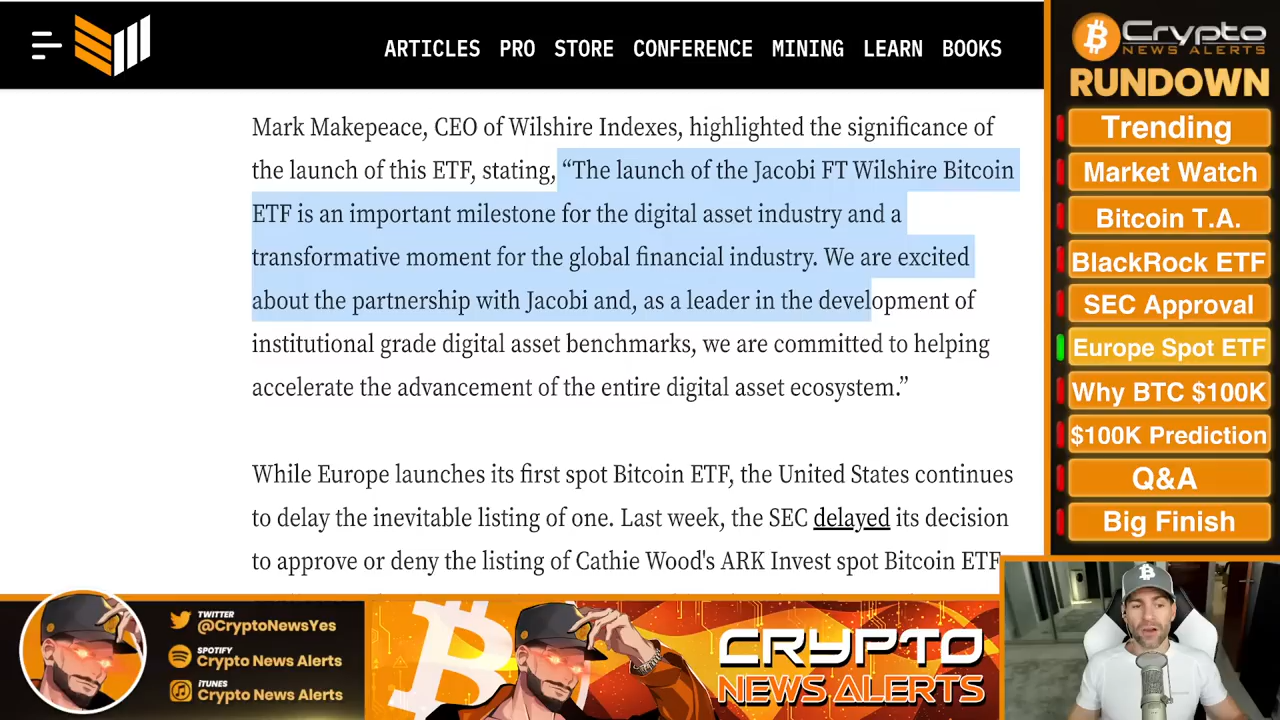 ARTICLES PRO STORE CONFERENCE MINING LEARN BOOKS
Mark Makepeace, CEO of Wilshire Indexes, highlighted the significance of
the launch of this ETF, stating, “The launch of the Jacobi FT Wilshire Bitcoin
ETF is an important milestone for the digital asset industry and a
transformative moment for the global financial industry. We are excited
about the partnership with Jacobi and, as a leader in the development of
institutional grade digital asset benchmarks, we are committed to helping
accelerate the advancement of the entire digital asset ecosystem.”
While Europe launches its first spot Bitcoin ETF, the United States continues
to delay the inevitable listing of one. Last week, the SEC delayed its decision
to approve or deny the listing of Cathie Wood's ARK Invest spot Bitcoin ETF
Crypto
NEWS ALERTS
RUNDOWN
Trending
Market Watch
Bitcoin T.A.
BlackRock ETF
SEC Approval
Europe Spot ETF
Why BTC $100K
$100K Prediction
Q&A
Big Finish
TWITTER
@CryptoNewsYes
SPOTIFY
Crypto News Alerts
iTUNES
Crypto News Alerts
CRYPTO
NEWS ALERTS